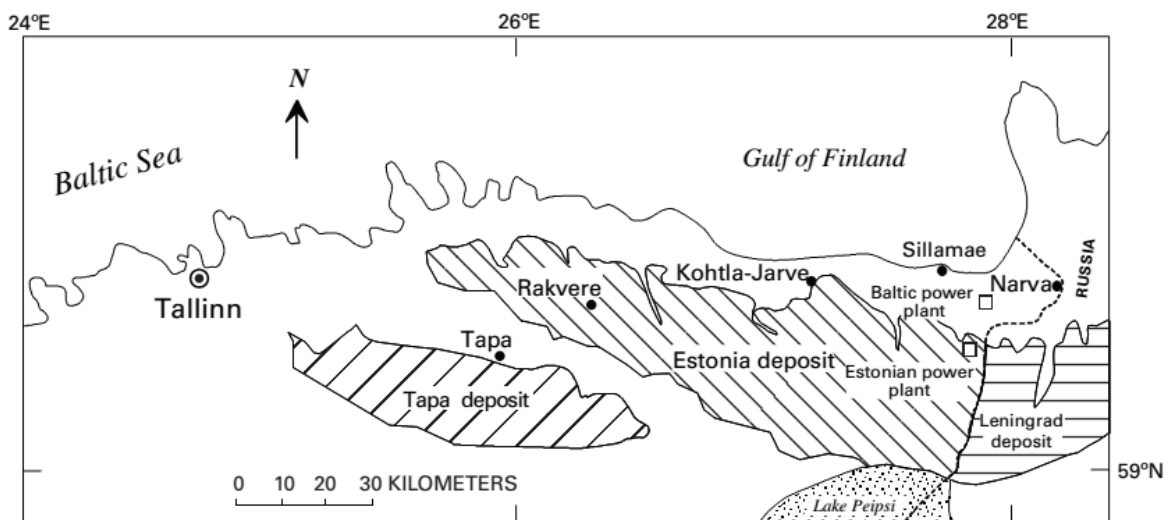 24ºE 26ºE 28ºE
N
Baltic Sea
Gulf of Finland
Sillamae
RUSSIA
Kohtla-Jarve
Narva
Rakvere
Baltic power
plant
Tallinn
Tapa
Estonia deposit
Estonian power
plant
Tapa deposit
Leningrad
deposit
59ºN
0 10 20 30 KILOMETERS
Lake Peipsi